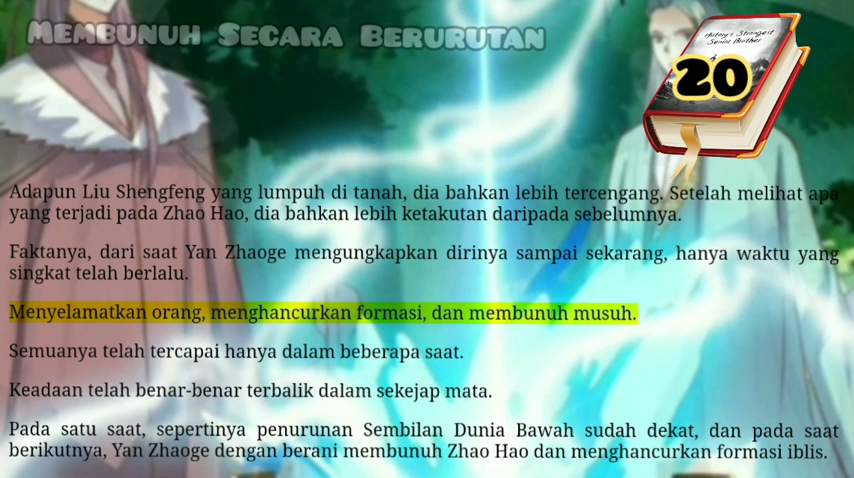 Membunuh Secara Berurutan
History's Strongest
Senior Brother
20
Adapun Liu Shengfeng yang lumpuh di tanah, dia bahkan lebih tercengang. Setelah melihat apa
yang terjadi pada Zhao Hao, dia bahkan lebih ketakutan daripada sebelumnya.
Faktanya, dari saat Yan Zhaoge mengungkapkan dirinya sampai sekarang, hanya waktu yang
singkat telah berlalu.
Menyelamatkan orang, menghancurkan formasi, dan membunuh musuh.
Semuanya telah tercapai hanya dalam beberapa saat.
Keadaan telah benar-benar terbalik dalam sekejap mata.
Pada satu saat, sepertinya penurunan Sembilan Dunia Bawah sudah dekat, dan pada saat
berikutnya, Yan Zhaoge dengan berani membunuh Zhao Hao dan menghancurkan formasi iblis.